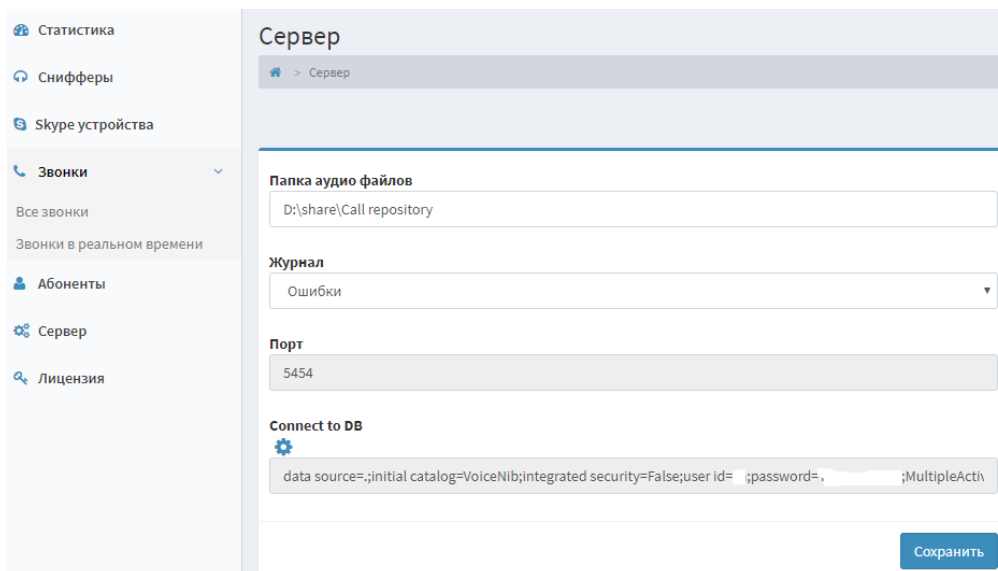 Статистика
Снифферы
Skype устройства
Звонки
Все звонки
Звонки в реальном времени
Абоненты
Сервер
Лицензия
Сервер
> Сервер
Папка аудио файлов
D:\share\Call repository
Журнал
Ошибки
Порт
5454
Connect to DB
data source=.;initial catalog=VoiceNib;integrated security=False;user id= ;password= ;MultipleActiv
Сохранить